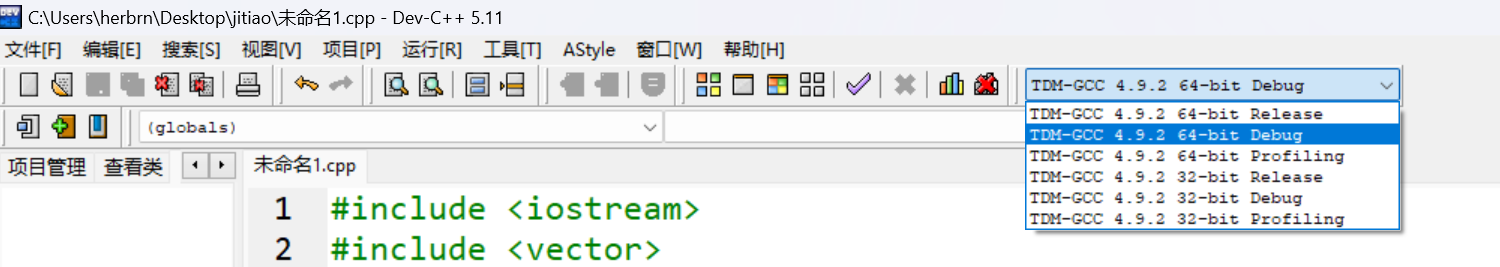 C:\Users\herbrn\Desktop\jitiao\未命名1.cpp - Dev-C++ 5.11
文件[F] 编辑[E] 搜索[S] 视图[V] 项目[P] 运行[R] 工具[T] AStyle 窗口[W] 帮助[H]
TDM-GCC 4.9.2 64-bit Debug
TDM-GCC 4.9.2 64-bit Release
TDM-GCC 4.9.2 64-bit Debug
TDM-GCC 4.9.2 64-bit Profiling
TDM-GCC 4.9.2 32-bit Release
TDM-GCC 4.9.2 32-bit Debug
TDM-GCC 4.9.2 32-bit Profiling
(globals)
项目管理 查看类 未命名1.cpp
1 #include <iostream>
2 #include <vector>